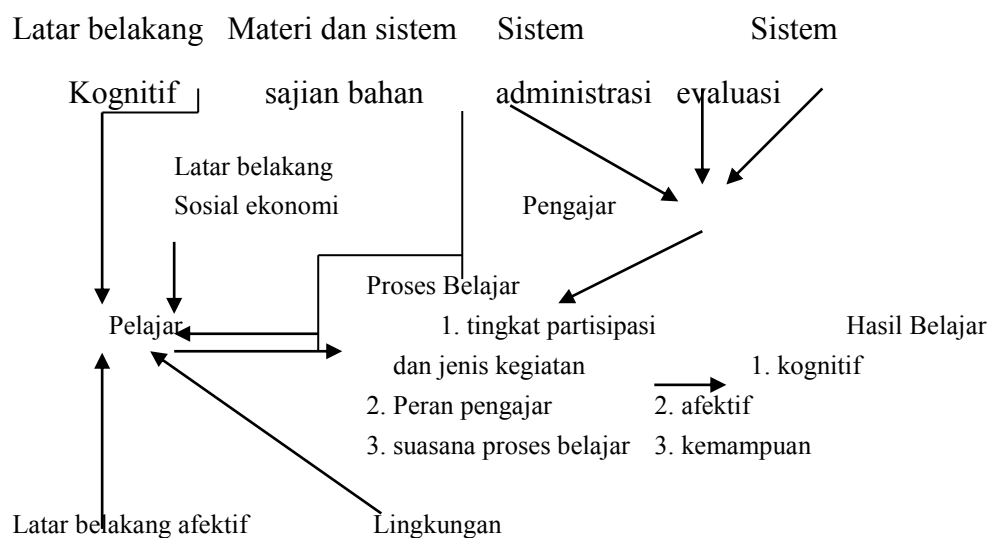 Latar belakang Materi dan sistem Sistem Sistem
Kognitif sajian bahan administrasi evaluasi
Latar belakang
Sosial ekonomi Pengajar
Proses Belajar
Pelajar 1. tingkat partisipasi Hasil Belajar
dan jenis kegiatan 1. kognitif
2. Peran pengajar 2. afektif
3. suasana proses belajar 3. kemampuan
Latar belakang afektif Lingkungan